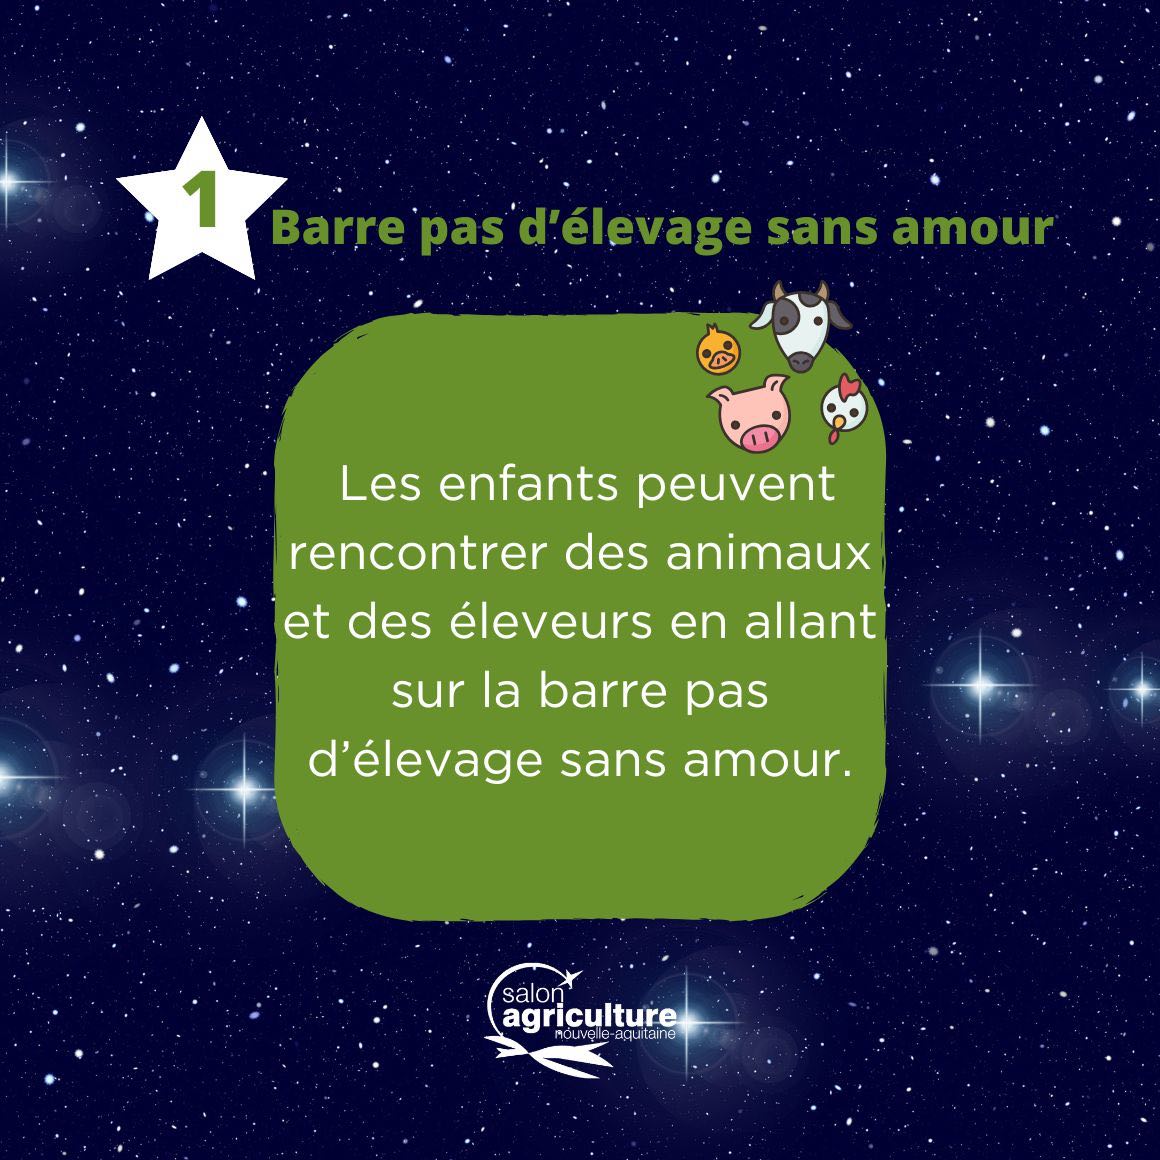 1
Barre pas d’élevage sans amour
Les enfants peuvent
rencontrer des animaux
et des éleveurs en allant
sur la barre pas
d’élevage sans amour.
salon
agriculture
nouvelle-aquitaine